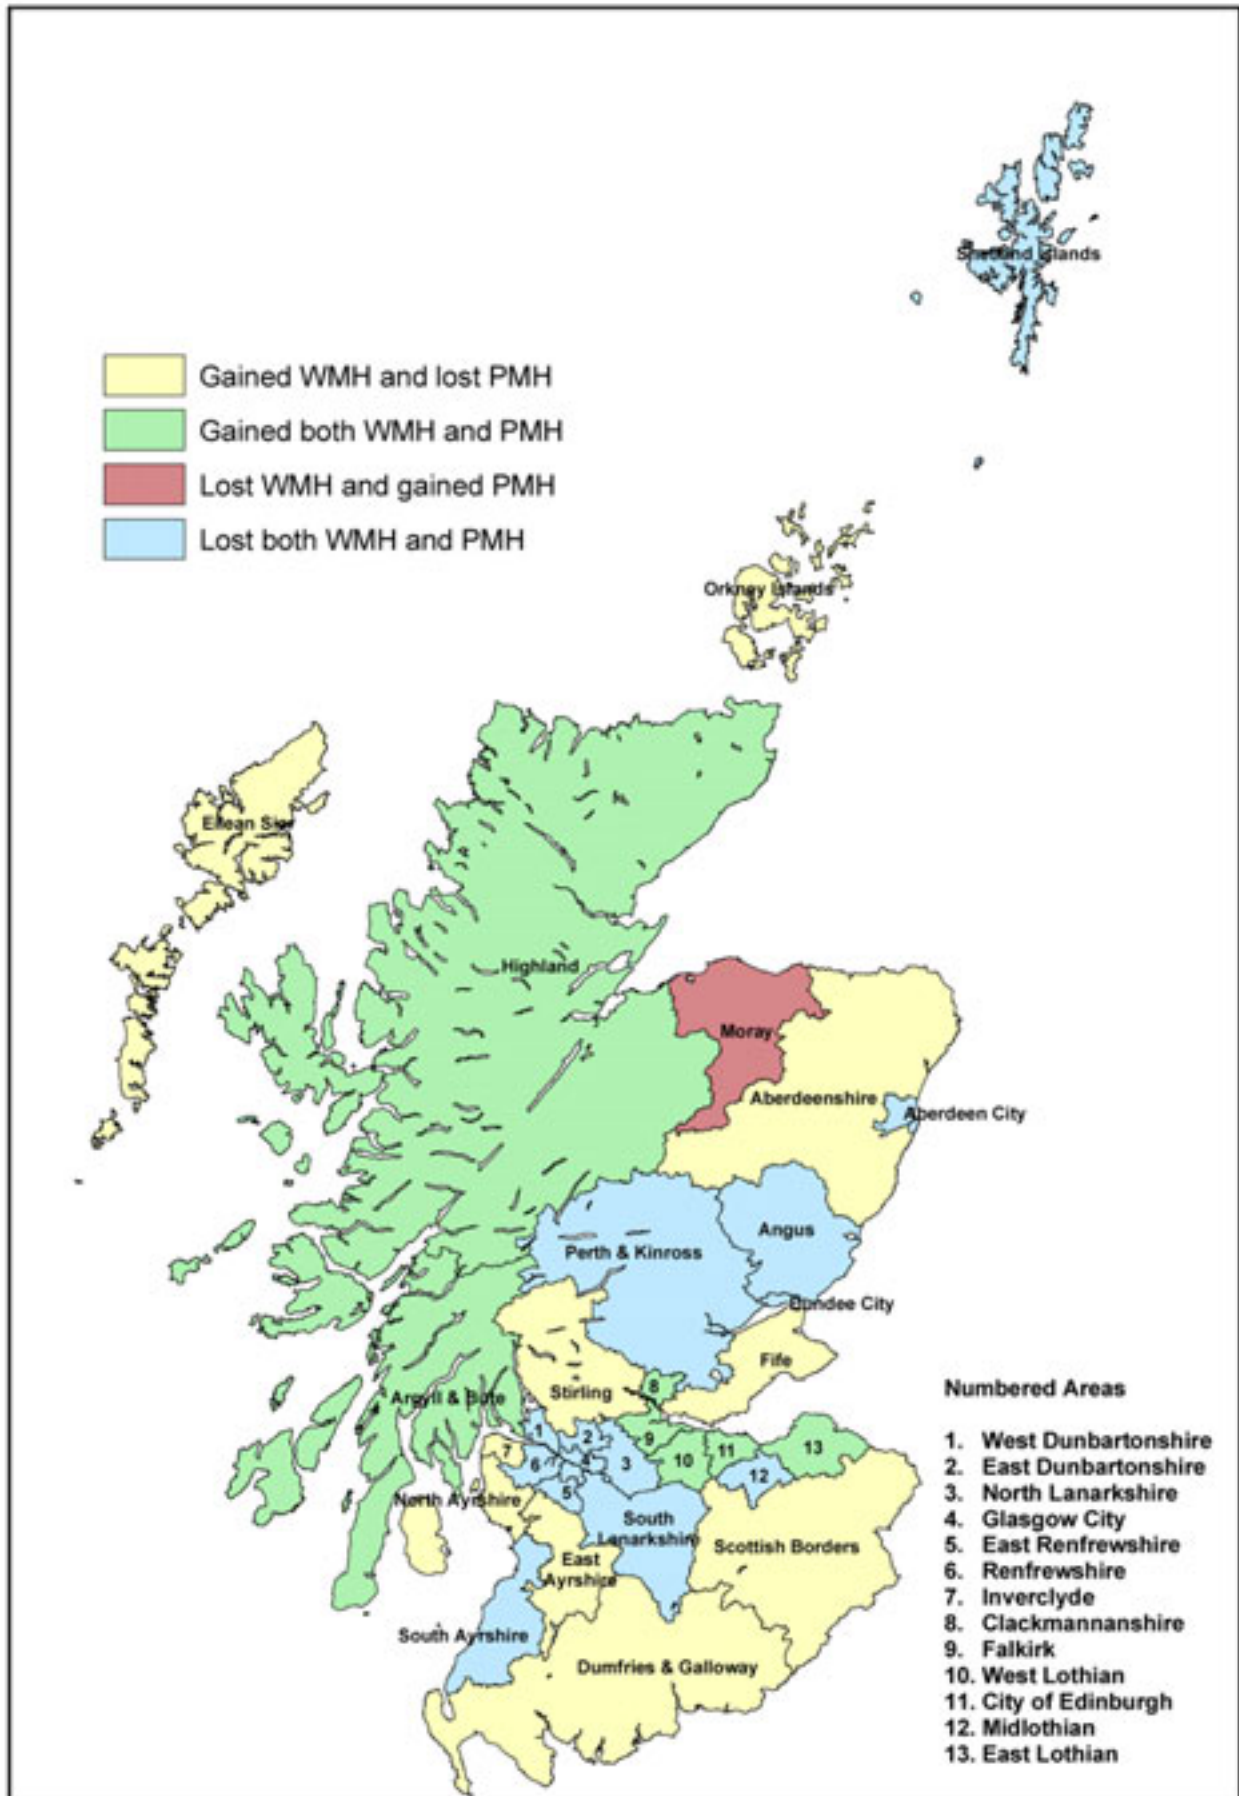 Shetland Islands
Gained WMH and lost PMH
Gained both WMH and PMH
Lost WMH and gained PMH
Lost both WMH and PMH
Orkney Islands
Eilean Siar
Highland
Moray
Aberdeenshire
Aberdeen City
Angus
Perth & Kinross
Dundee City
Fife
Stirling
8
Argyll & Bute
1
2
9
10
11
13
7
6
4
3
12
5
North Ayrshire
South
Lanarkshire
Scottish Borders
East
Ayrshire
South Ayrshire
Dumfries & Galloway
Numbered Areas
1. West Dunbartonshire
2. East Dunbartonshire
3. North Lanarkshire
4. Glasgow City
5. East Renfrewshire
6. Renfrewshire
7. Inverclyde
8. Clackmannanshire
9. Falkirk
10. West Lothian
11. City of Edinburgh
12. Midlothian
13. East Lothian